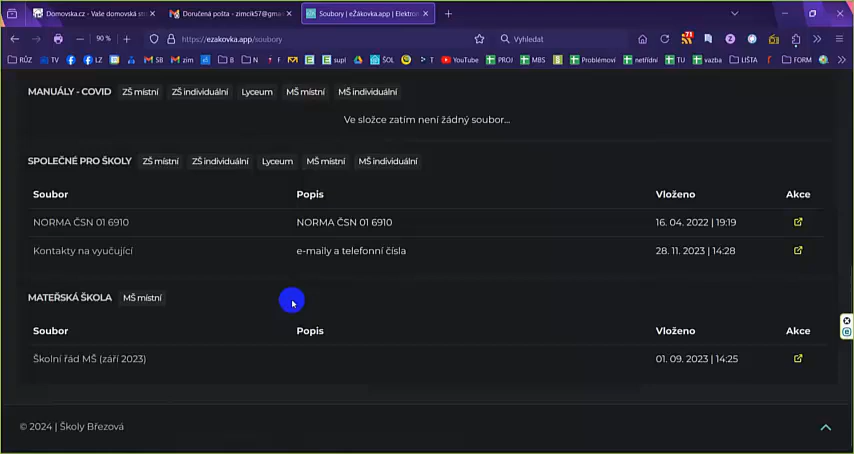 Domovska.cz - Vaše domovská str
Doručená pošta - zimcik57@gma
Soubory | eŽákovka.app | Elektron
90 %
https://ezakovka.app/soubory
Vyhledat
71
RŮZ TV FB LZ SB zim B N supl ŠOL T YouTube PROJ MBS Problémoví netřídní TU vazba LIŠTA FORM
MANUÁLY - COVID ZŠ místní ZŠ individuální Lyceum MŠ místní MŠ individuální
Ve složce zatím není žádný soubor...
SPOLEČNÉ PRO ŠKOLY ZŠ místní ZŠ individuální Lyceum MŠ místní MŠ individuální
Soubor Popis Vloženo Akce
NORMA ČSN 01 6910 NORMA ČSN 01 6910 16. 04. 2022 | 19:19
Kontakty na vyučující e-maily a telefonní čísla 28. 11. 2023 | 14:28
MATEŘSKÁ ŠKOLA MŠ místní
Soubor Popis Vloženo Akce
Školní řád MŠ (září 2023) 01. 09. 2023 | 14:25
© 2024 | Školy Březová